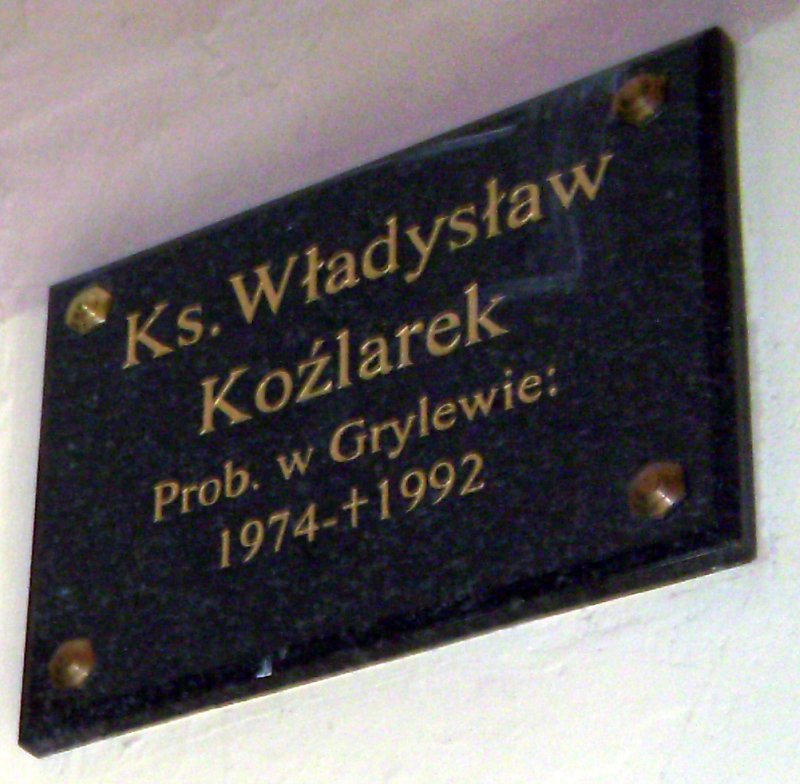 Ks. Władysław
Koźlarek
Prob. w Grylewie:
1974-†1992